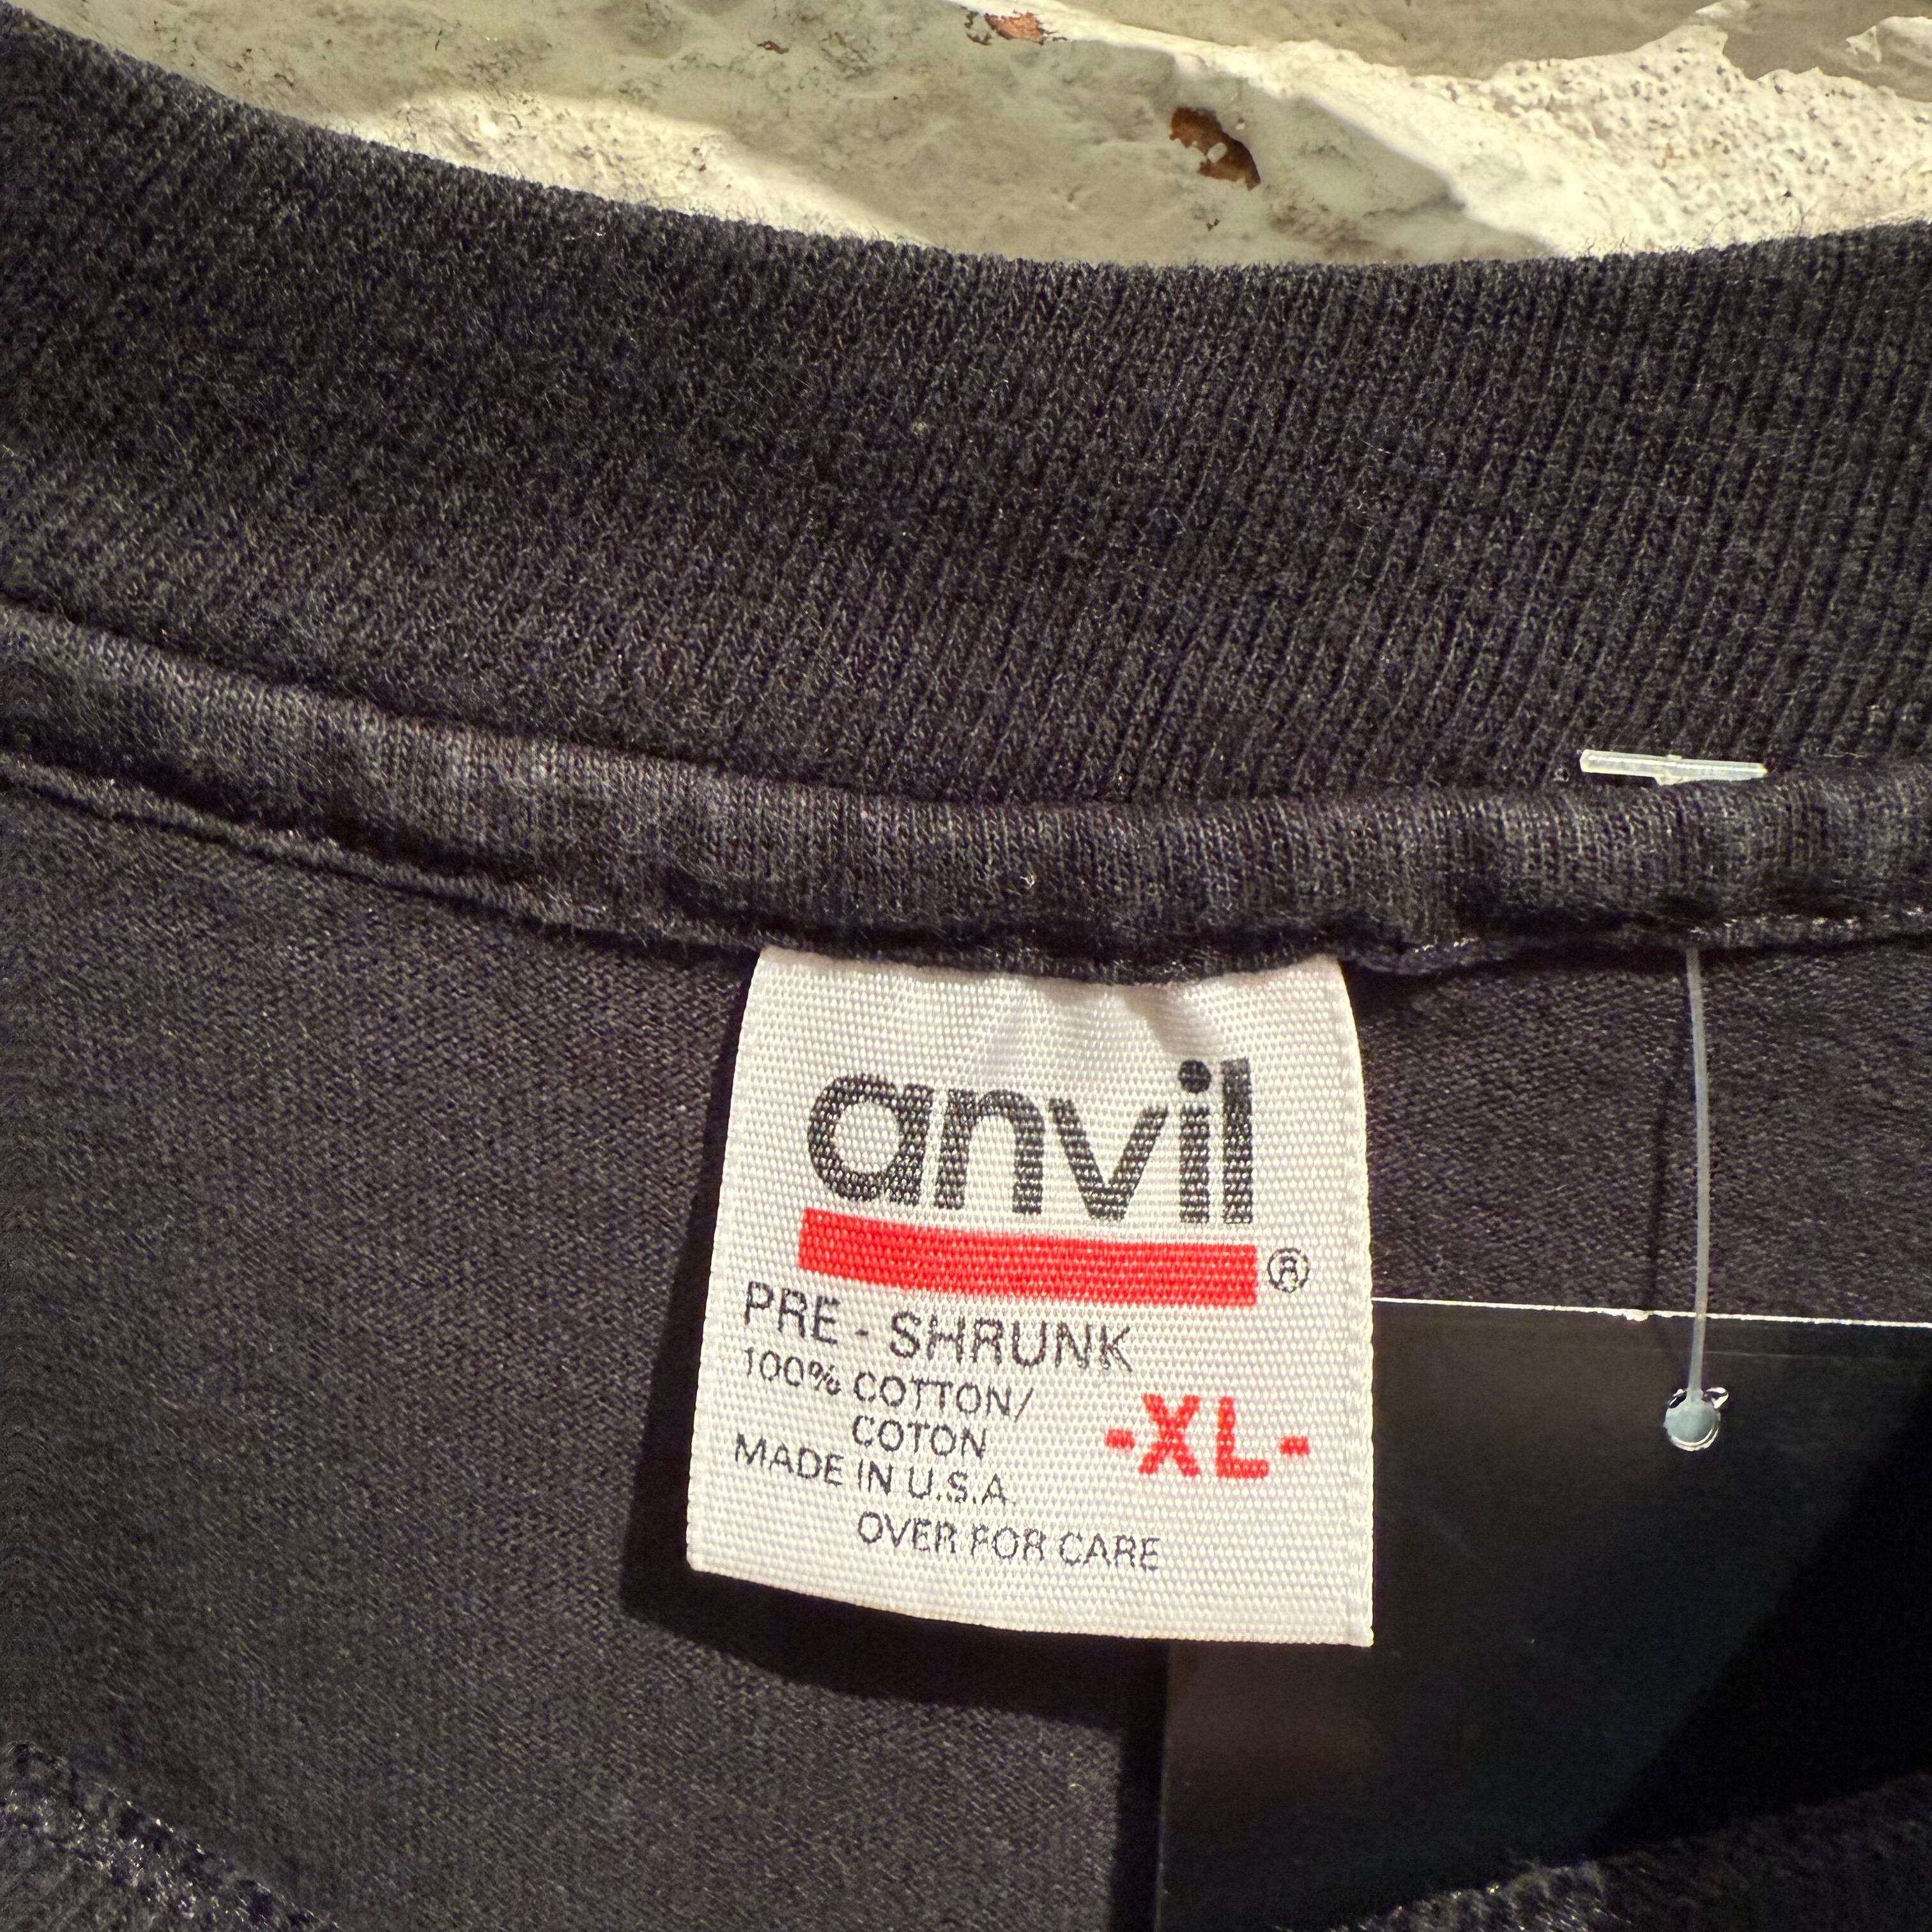 anvil®
PRE - SHRUNK
100% COTTON/
COTON
-XL-
MADE IN U.S.A.
OVER FOR CARE